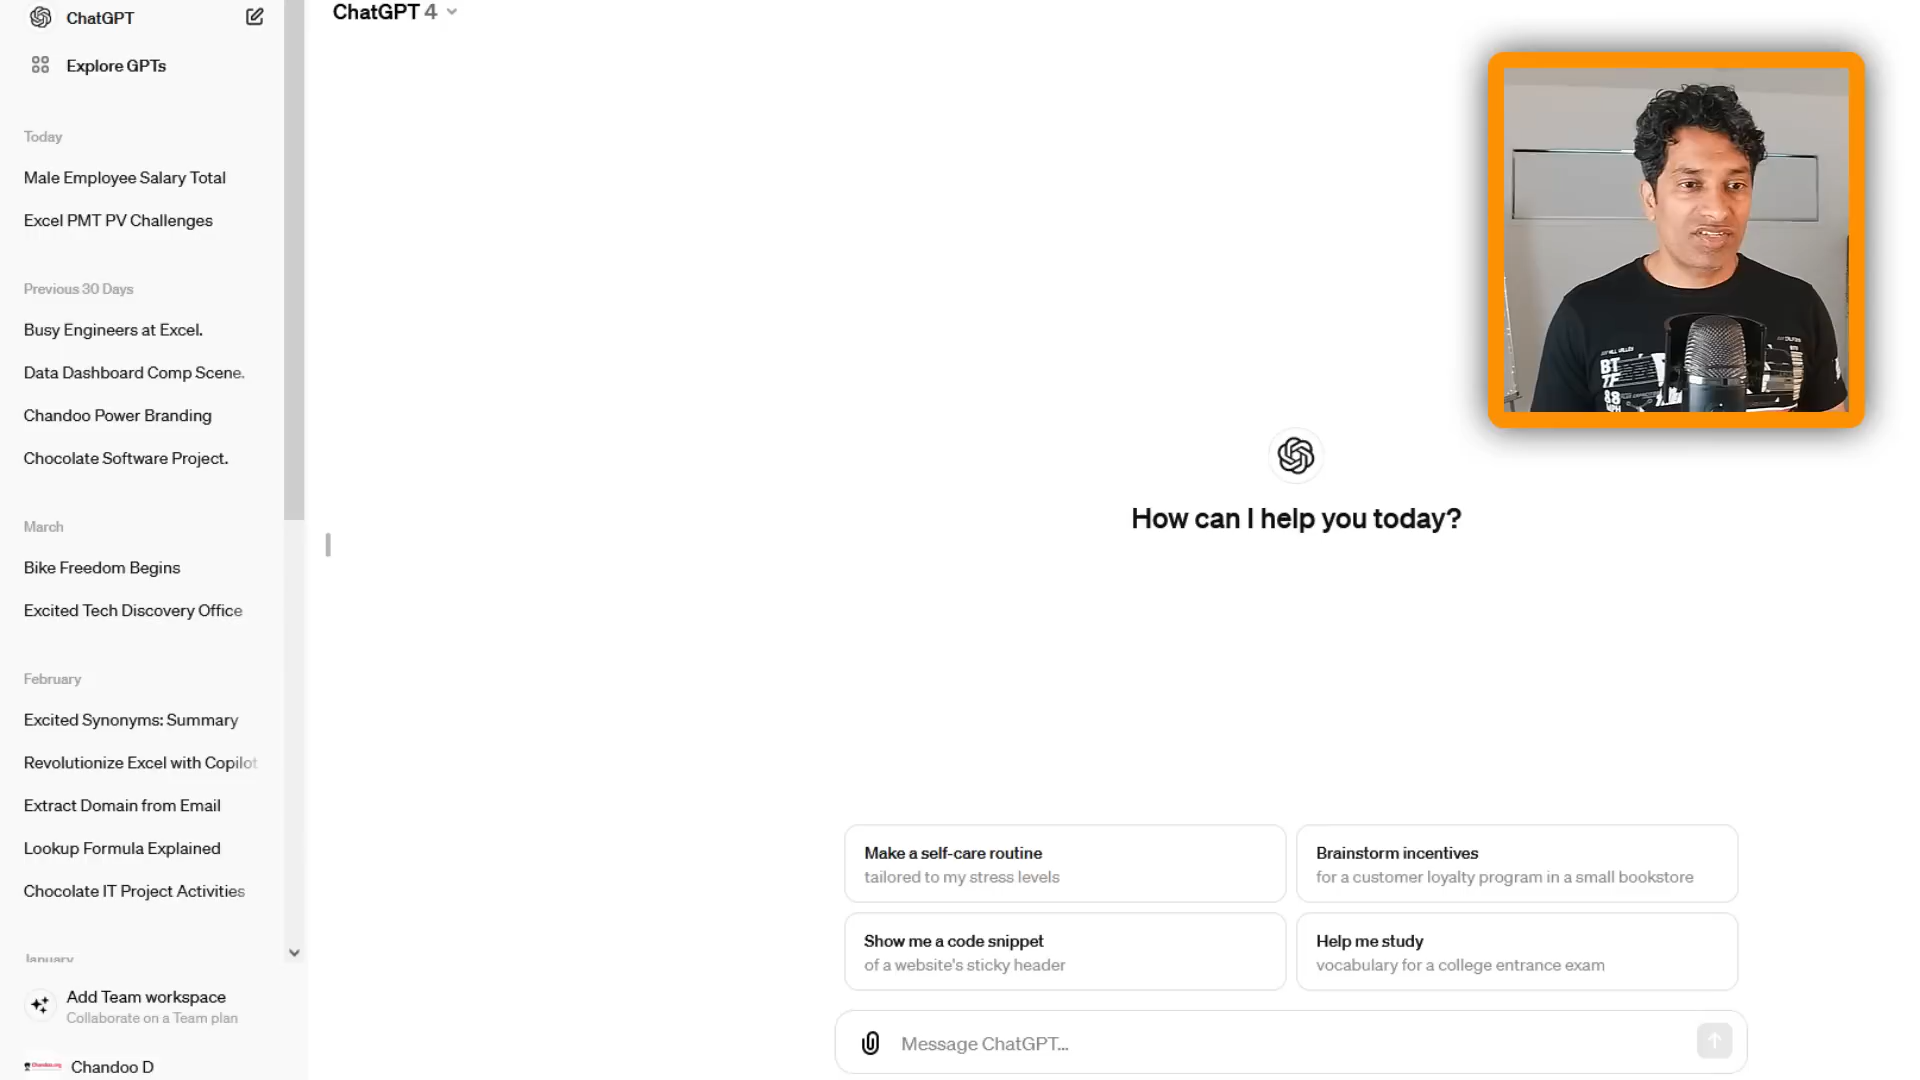 ChatGPT
Explore GPTs
Today
Male Employee Salary Total
Excel PMT PV Challenges
Previous 30 Days
Busy Engineers at Excel.
Data Dashboard Comp Scene.
Chandoo Power Branding
Chocolate Software Project.
March
Bike Freedom Begins
Excited Tech Discovery Office
February
Excited Synonyms: Summary
Revolutionize Excel with Copilot
Extract Domain from Email
Lookup Formula Explained
Chocolate IT Project Activities
January
Add Team workspace
Collaborate on a Team plan
Chandoo D
ChatGPT 4
BT
TF
88
MPH
How can I help you today?
Make a self-care routine
tailored to my stress levels
Brainstorm incentives
for a customer loyalty program in a small bookstore
Show me a code snippet
of a website's sticky header
Help me study
vocabulary for a college entrance exam
Message ChatGPT...